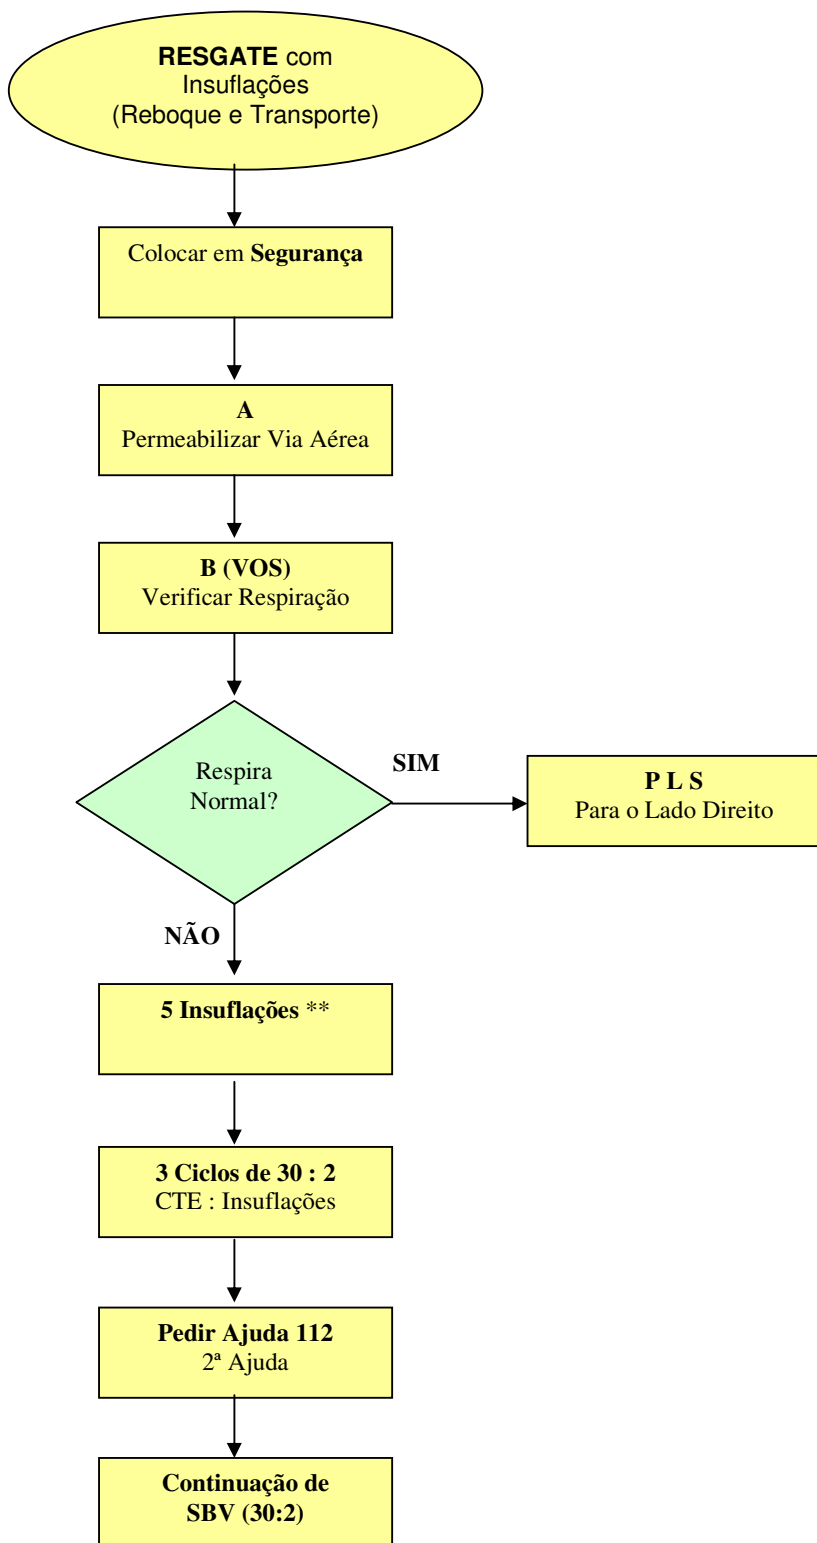 RESGATE com
Insuflações
(Reboque e Transporte)
Colocar em Segurança
A
Permeabilizar Via Aérea
B (VOS)
Verificar Respiração
Respira
Normal?
SIM
P L S
Para o Lado Direito
NÃO
5 Insuflações **
3 Ciclos de 30 : 2
CTE : Insuflações
Pedir Ajuda 112
2ª Ajuda
Continuação de
SBV (30:2)